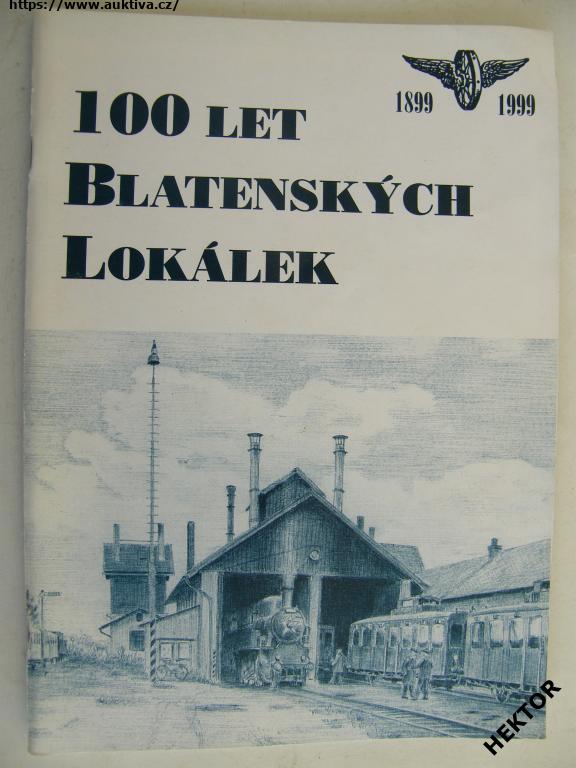 https://www.auktiva.cz/
1899 1999
100 LET
BLATENSKÝCH
LOKÁLEK
HEKTOR